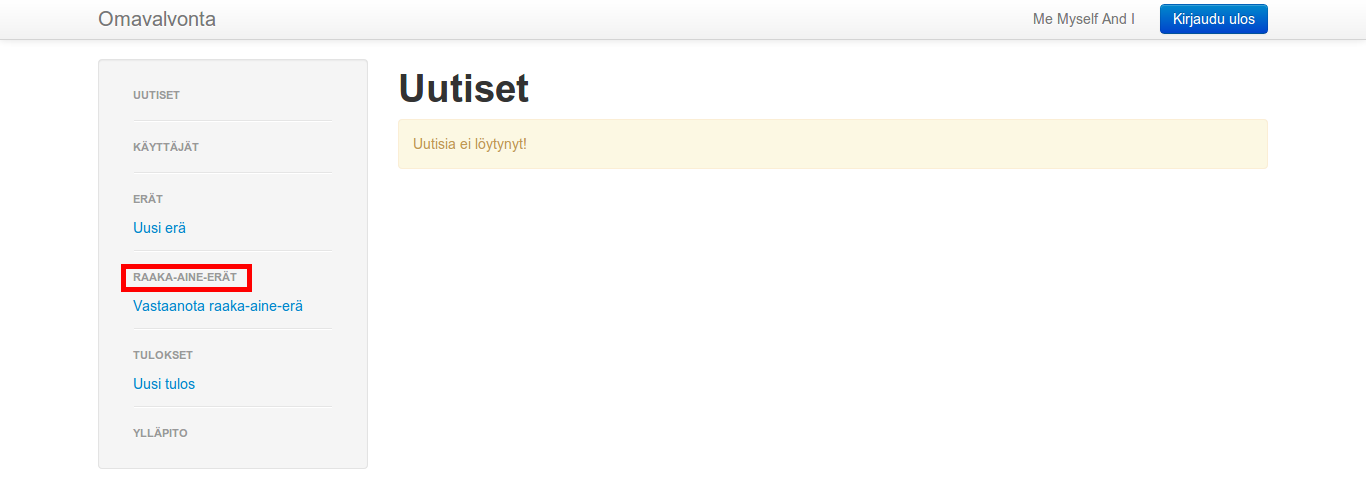 Omavalvonta
Me Myself And I
Kirjaudu ulos
UUTISET
KÄYTTÄJÄT
ERÄT
Uusi erä
RAAKA-AINE-ERÄT
Vastaanota raaka-aine-erä
TULOKSET
Uusi tulos
YLLÄPITO
Uutiset
Uutisia ei löytynyt!